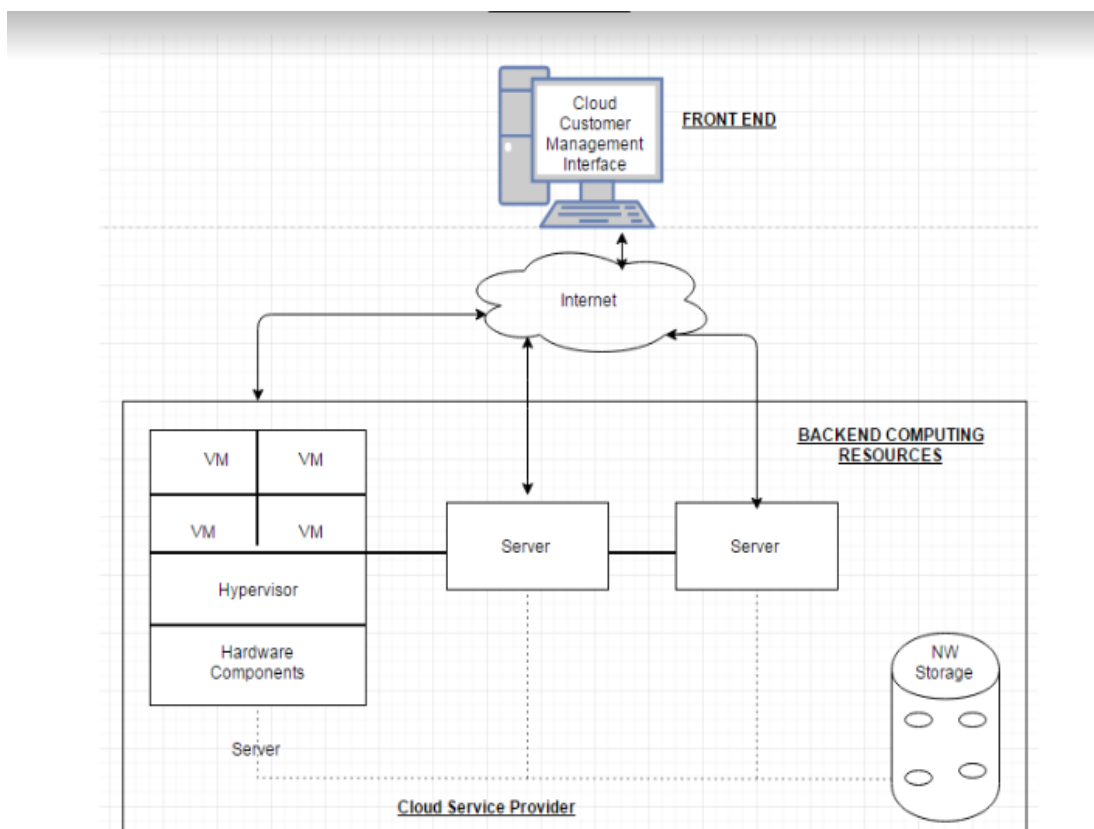 Cloud
Customer
Management
Interface
FRONT END
Internet
BACKEND COMPUTING
RESOURCES
VM VM
VM VM
Hypervisor
Hardware
Components
Server
Server
Server
NW
Storage
Cloud Service Provider